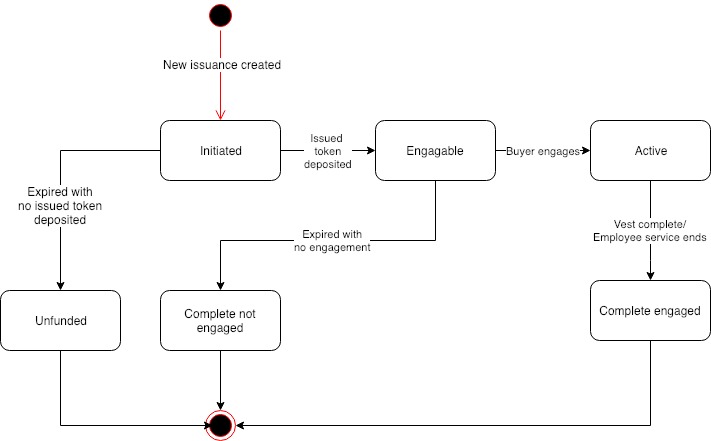 New issuance created
Initiated
Issued
token
deposited
Engagable
Buyer engages
Active
Expired with
no issued token
deposited
Expired with
no engagement
Vest complete/
Employee service ends
Unfunded
Complete not
engaged
Complete engaged